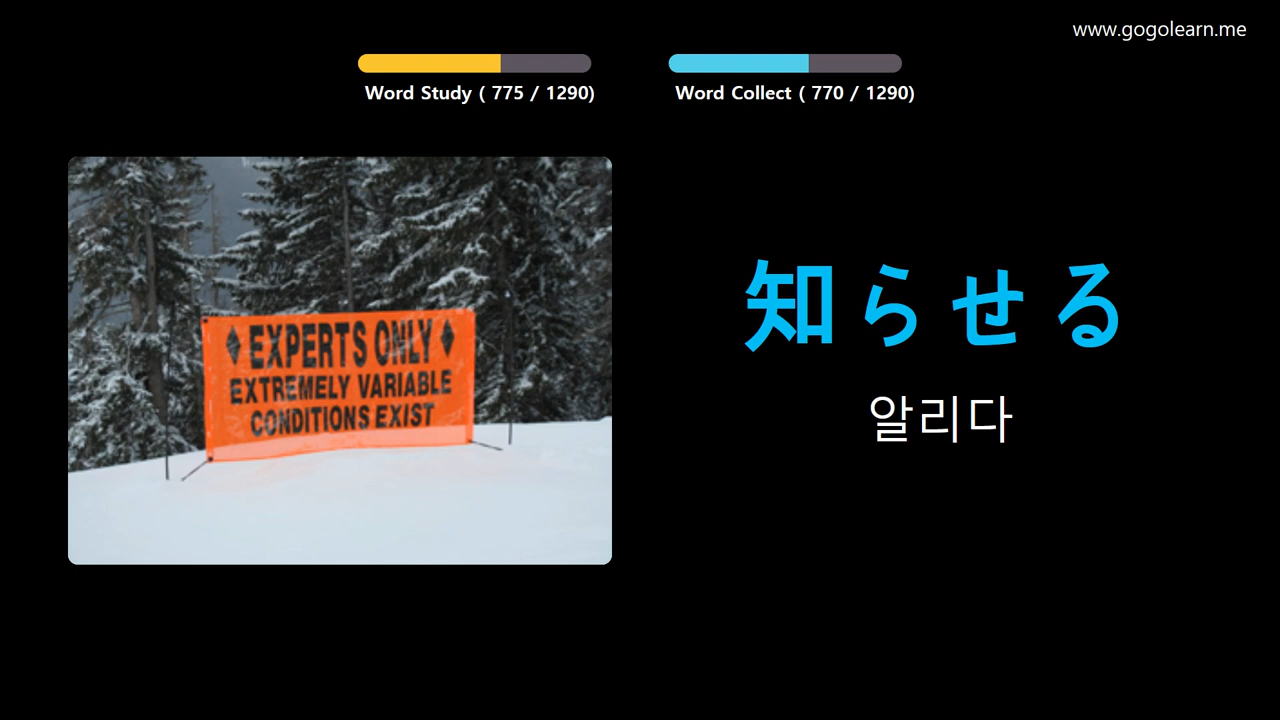 www.gogolearn.me
Word Study ( 775 / 1290)
Word Collect ( 770 / 1290)
EXPERTS ONLY
EXTREMELY VARIABLE
CONDITIONS EXIST
知らせる
알리다